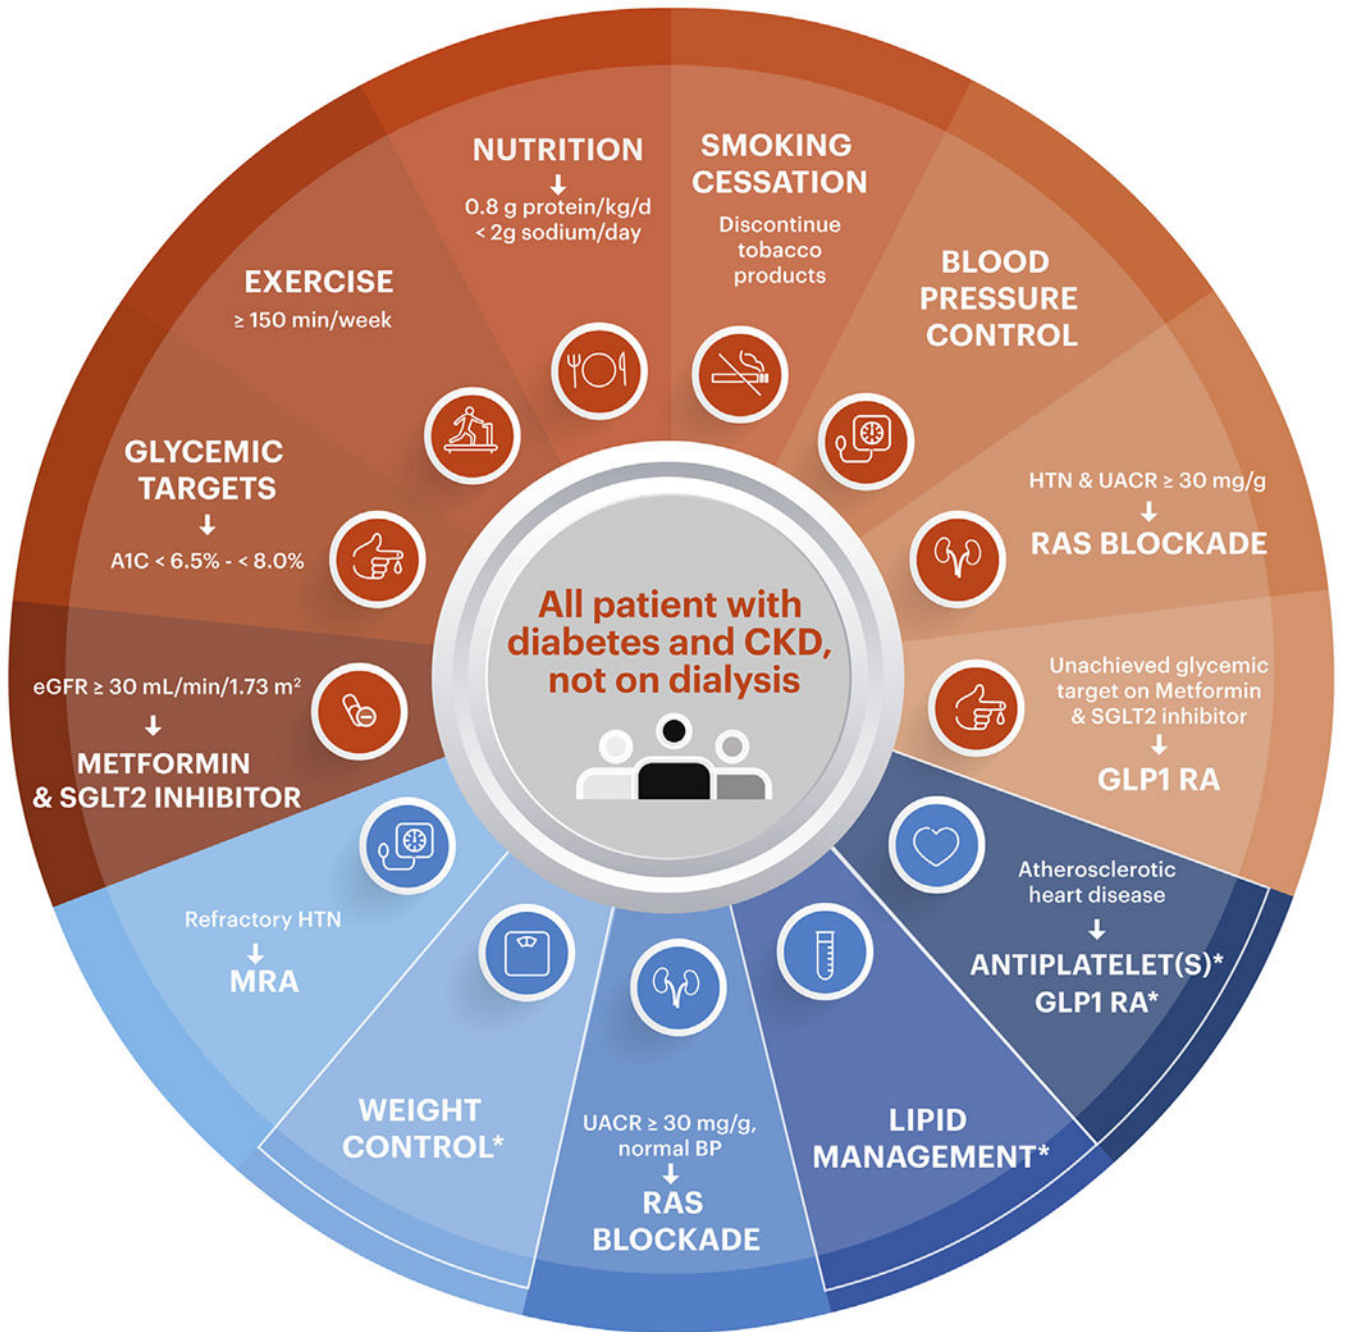 NUTRITION
0.8 g protein/kg/d
< 2g sodium/day
SMOKING
CESSATION
Discontinue
tobacco
products
BLOOD
PRESSURE
CONTROL
HTN & UACR ≥ 30 mg/g
RAS BLOCKADE
Unachieved glycemic
target on Metformin
& SGLT2 inhibitor
GLP1 RA
Atherosclerotic
heart disease
ANTIPLATELET(S)*
GLP1 RA*
LIPID
MANAGEMENT*
UACR ≥ 30 mg/g,
normal BP
RAS
BLOCKADE
WEIGHT
CONTROL*
Refractory HTN
MRA
eGFR ≥ 30 mL/min/1.73 m²
METFORMIN
& SGLT2 INHIBITOR
GLYCEMIC
TARGETS
A1C < 6.5% - < 8.0%
EXERCISE
≥ 150 min/week
All patient with
diabetes and CKD,
not on dialysis